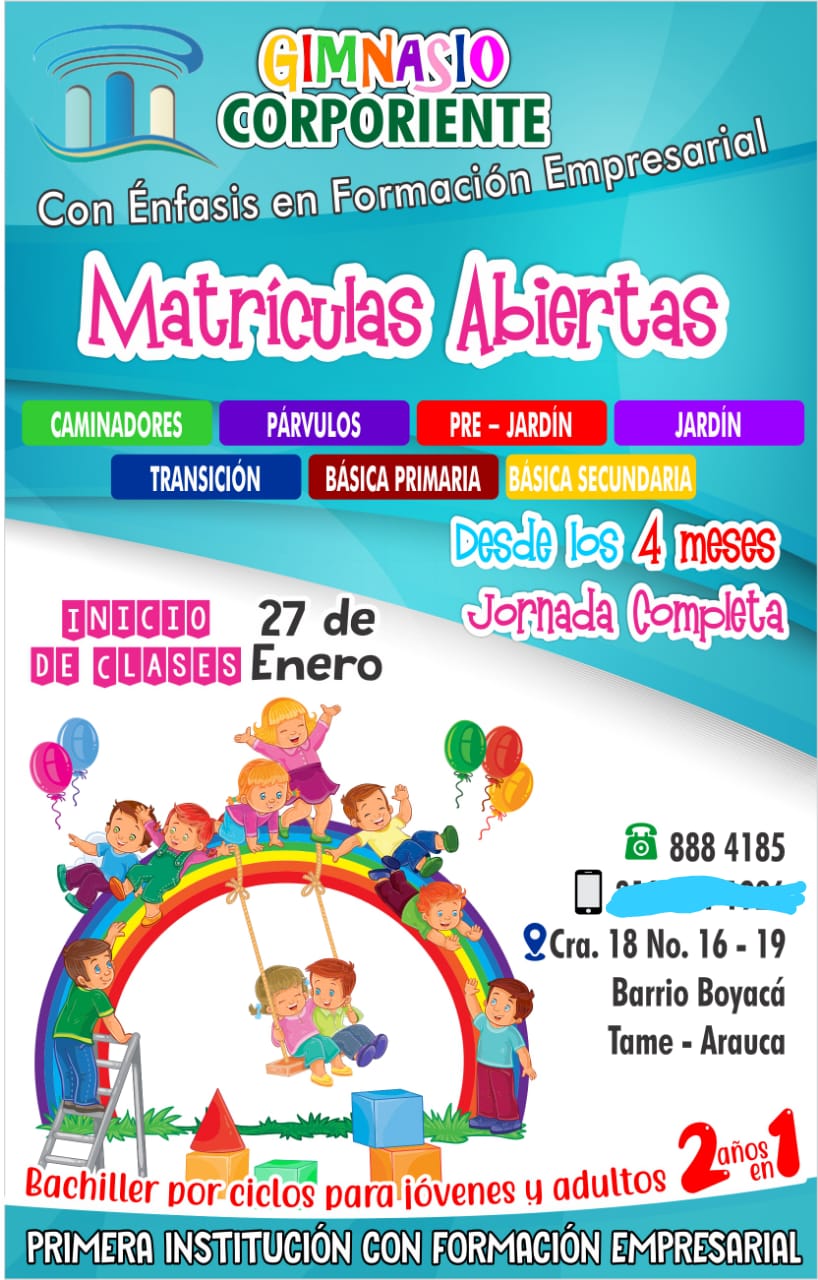 GIMNASIO
CORPORIENTE
Con Énfasis en Formación Empresarial
Matrículas Abiertas
CAMINADORES PÁRVULOS PRE – JARDÍN JARDÍN
TRANSICIÓN BÁSICA PRIMARIA BÁSICA SECUNDARIA
Desde los 4 meses
Jornada Completa
INICIO DE CLASES
27 de Enero
888 4185
Cra. 18 No. 16 - 19
Barrio Boyacá
Tame - Arauca
Bachiller por ciclos para jóvenes y adultos 2 años en 1
PRIMERA INSTITUCIÓN CON FORMACIÓN EMPRESARIAL